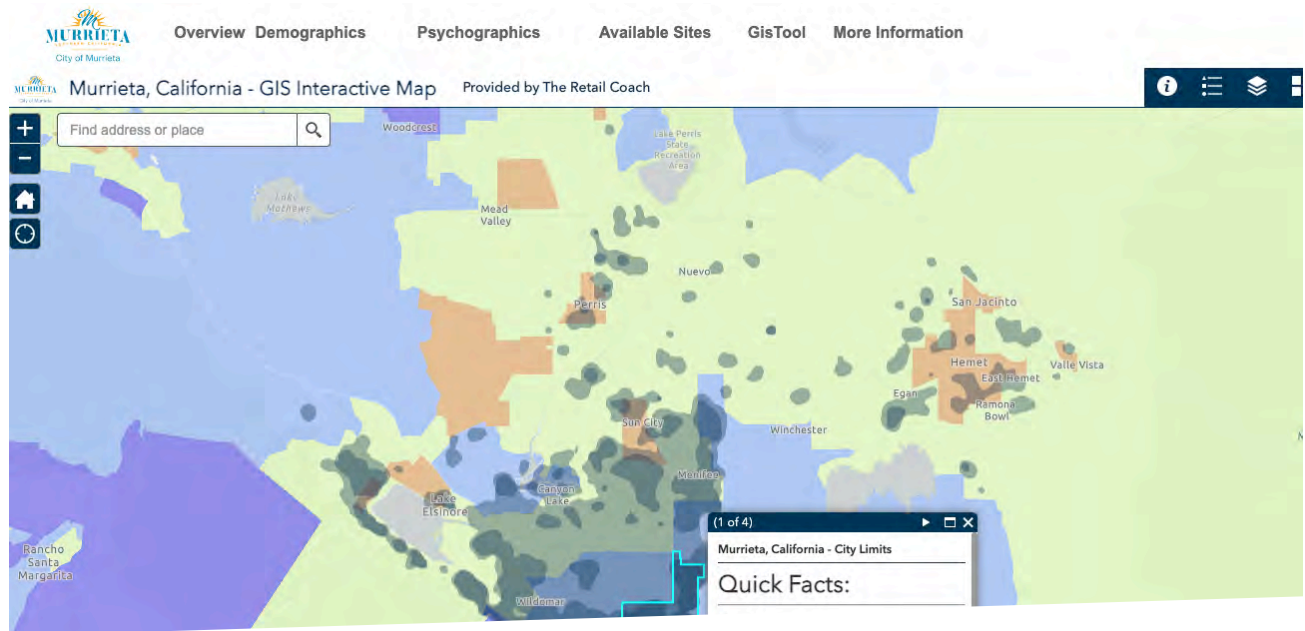 MURRIETA
City of Murrieta
Overview Demographics Psychographics Available Sites GisTool More Information
MURRIETA
Murrieta, California - GIS Interactive Map Provided by The Retail Coach
Find address or place
Woodcrest
Lake Perris
State
Recreation
Area
Lake
Mathews
Mead
Valley
Nuevo
Perris
San Jacinto
Hemet
Valle Vista
East Hemet
Egan
Ramona
Bowl
Sun City
Winchester
Menifee
Canyon
Lake
Lake
Elsinore
(1 of 4)
Murrieta, California - City Limits
Quick Facts:
Rancho
Santa
Margarita
Wildomar